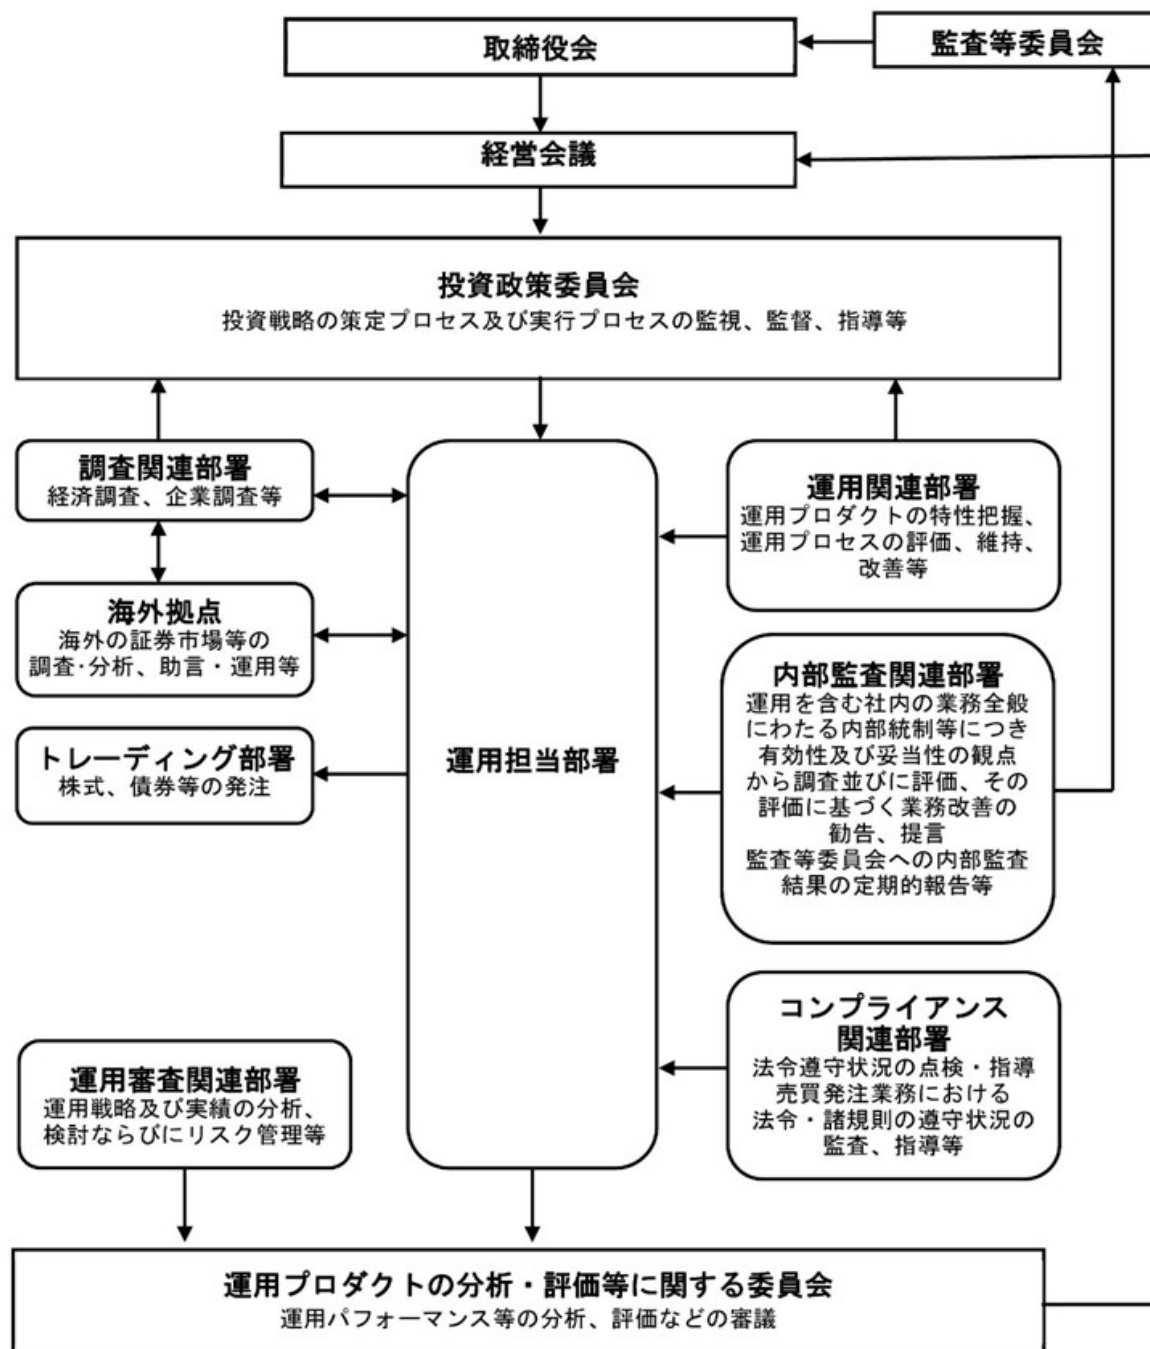 取締役会
監査等委員会
経営会議
投資政策委員会
投資戦略の策定プロセス及び実行プロセスの監視、監督、指導等
調査関連部署
経済調査、企業調査等
海外拠点
海外の証券市場等の
調査・分析、助言・運用等
トレーディング部署
株式、債券等の発注
運用担当部署
運用関連部署
運用プロダクトの特性把握、
運用プロセスの評価、維持、
改善等
内部監査関連部署
運用を含む社内の業務全般
にわたる内部統制等につき
有効性及び妥当性の観点
から調査並びに評価、その
評価に基づく業務改善の
勧告、提言
監査等委員会への内部監査
結果の定期的報告等
コンプライアンス
関連部署
法令遵守状況の点検・指導
売買発注業務における
法令・諸規則の遵守状況の
監査、指導等
運用審査関連部署
運用戦略及び実績の分析、
検討ならびにリスク管理等
運用プロダクトの分析・評価等に関する委員会
運用パフォーマンス等の分析、評価などの審議